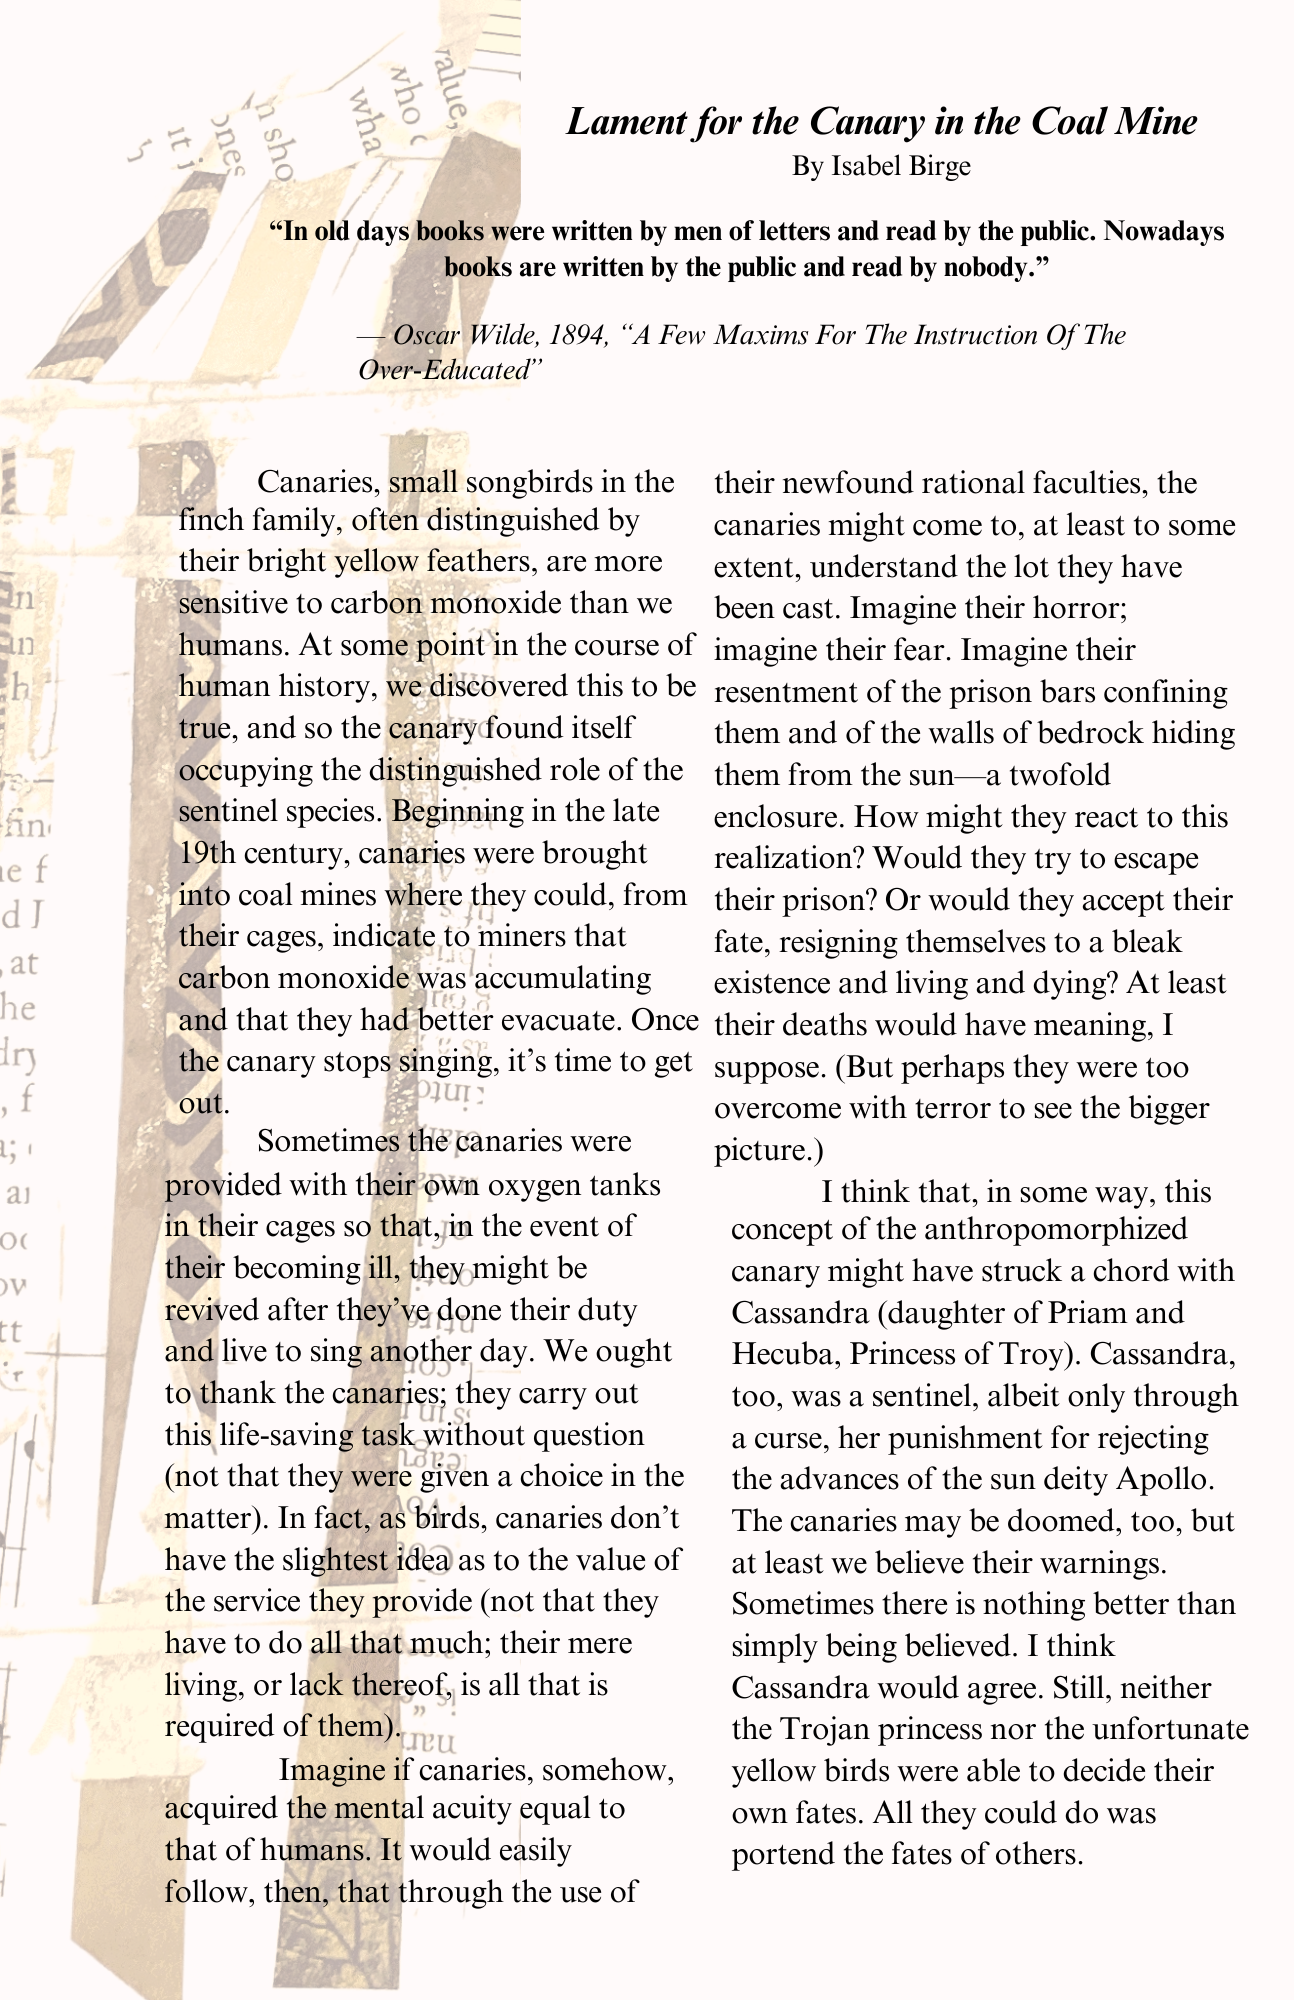 Lament for the Canary in the Coal Mine
By Isabel Birge
“In old days books were written by men of letters and read by the public. Nowadays
books are written by the public and read by nobody.”
— Oscar Wilde, 1894, “A Few Maxims For The Instruction Of The
Over-Educated”
Canaries, small songbirds in the
finch family, often distinguished by
their bright yellow feathers, are more
sensitive to carbon monoxide than we
humans. At some point in the course of
human history, we discovered this to be
true, and so the canary found itself
occupying the distinguished role of the
sentinel species. Beginning in the late
19th century, canaries were brought
into coal mines where they could, from
their cages, indicate to miners that
carbon monoxide was accumulating
and that they had better evacuate. Once
the canary stops singing, it’s time to get
out.
Sometimes the canaries were
provided with their own oxygen tanks
in their cages so that, in the event of
their becoming ill, they might be
revived after they’ve done their duty
and live to sing another day. We ought
to thank the canaries; they carry out
this life-saving task without question
(not that they were given a choice in the
matter). In fact, as birds, canaries don’t
have the slightest idea as to the value of
the service they provide (not that they
have to do all that much; their mere
living, or lack thereof, is all that is
required of them).
Imagine if canaries, somehow,
acquired the mental acuity equal to
that of humans. It would easily
follow, then, that through the use of
their newfound rational faculties, the
canaries might come to, at least to some
extent, understand the lot they have
been cast. Imagine their horror;
imagine their fear. Imagine their
resentment of the prison bars confining
them and of the walls of bedrock hiding
them from the sun—a twofold
enclosure. How might they react to this
realization? Would they try to escape
their prison? Or would they accept their
fate, resigning themselves to a bleak
existence and living and dying? At least
their deaths would have meaning, I
suppose. (But perhaps they were too
overcome with terror to see the bigger
picture.)
I think that, in some way, this
concept of the anthropomorphized
canary might have struck a chord with
Cassandra (daughter of Priam and
Hecuba, Princess of Troy). Cassandra,
too, was a sentinel, albeit only through
a curse, her punishment for rejecting
the advances of the sun deity Apollo.
The canaries may be doomed, too, but
at least we believe their warnings.
Sometimes there is nothing better than
simply being believed. I think
Cassandra would agree. Still, neither
the Trojan princess nor the unfortunate
yellow birds were able to decide their
own fates. All they could do was
portend the fates of others.